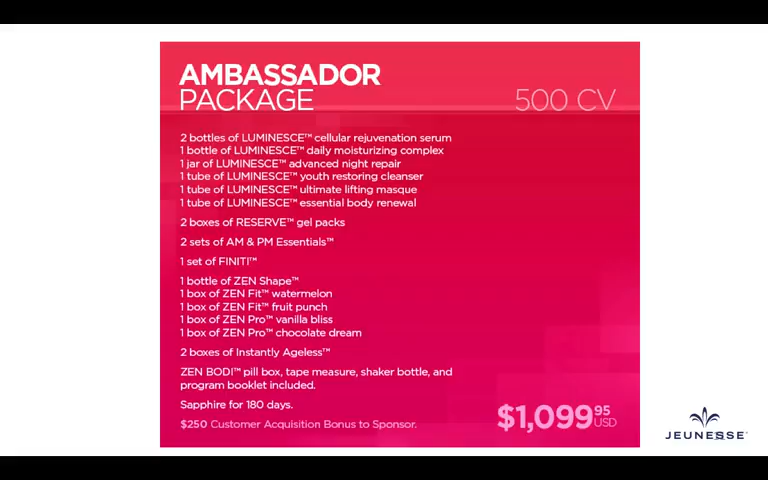 AMBASSADOR
PACKAGE
500 CV
2 bottles of LUMINESCE™ cellular rejuvenation serum
1 bottle of LUMINESCE™ daily moisturizing complex
1 jar of LUMINESCE™ advanced night repair
1 tube of LUMINESCE™ youth restoring cleanser
1 tube of LUMINESCE™ ultimate lifting masque
1 tube of LUMINESCE™ essential body renewal
2 boxes of RESERVE™ gel packs
2 sets of AM & PM Essentials™
1 set of FINITI™
1 bottle of ZEN Shape™
1 box of ZEN Fit™ watermelon
1 box of ZEN Fit™ fruit punch
1 box of ZEN Pro™ vanilla bliss
1 box of ZEN Pro™ chocolate dream
2 boxes of Instantly Ageless™
ZEN BODI™ pill box, tape measure, shaker bottle, and
program booklet included.
Sapphire for 180 days.
$250 Customer Acquisition Bonus to Sponsor.
$1,099 95 USD
JEUNESSE